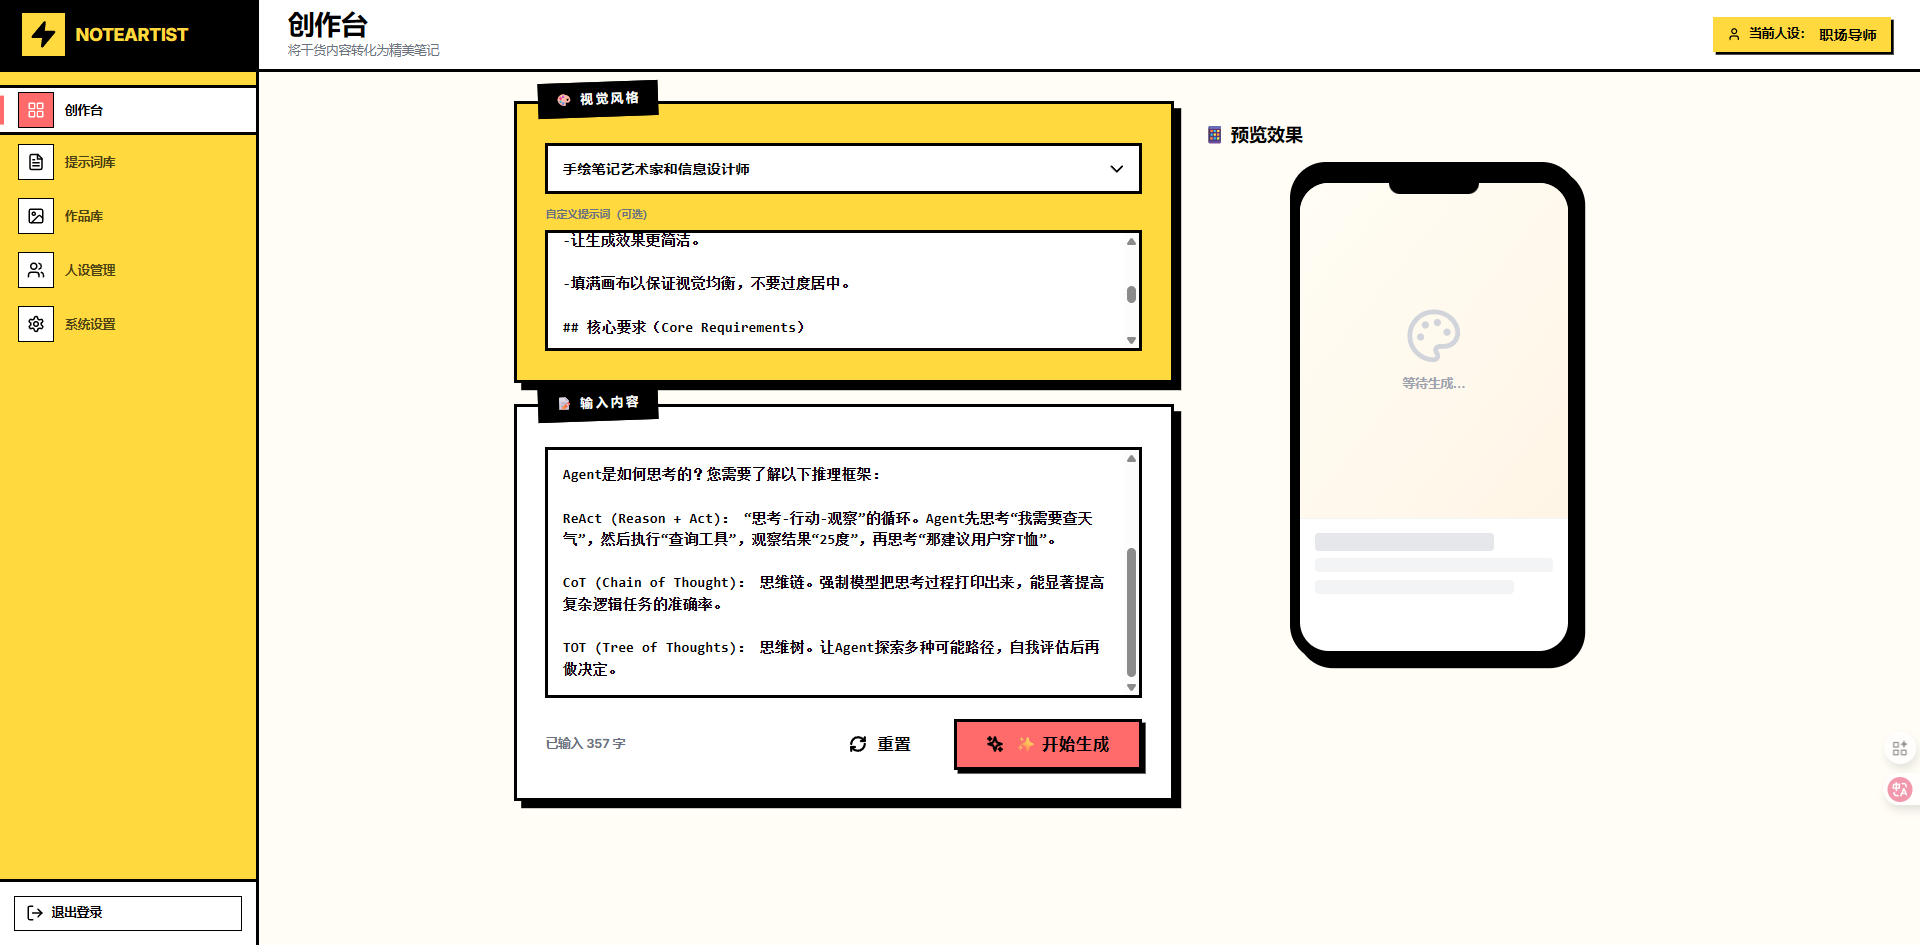 NOTEARTIST
创作台
将干货内容转化为精美笔记
当前人设： 职场导师
创作台
提示词库
作品库
人设管理
系统设置
退出登录
视觉风格
手绘笔记艺术家和信息设计师
自定义提示词（可选）
-让生成效果更简洁。
-填满画布以保证视觉均衡，不要过度居中。
## 核心要求（Core Requirements）
输入内容
Agent是如何思考的？您需要了解以下推理框架：
ReAct (Reason + Act)： “思考-行动-观察”的循环。Agent先思考“我需要查天
气”，然后执行“查询工具”，观察结果“25度”，再思考“那建议用户穿T恤”。
CoT (Chain of Thought)： 思维链。强制模型把思考过程打印出来，能显著提高
复杂逻辑任务的准确率。
TOT (Tree of Thoughts)： 思维树。让Agent探索多种可能路径，自我评估后再
做决定。
已输入 357 字
重置
✨ 开始生成
预览效果
等待生成...